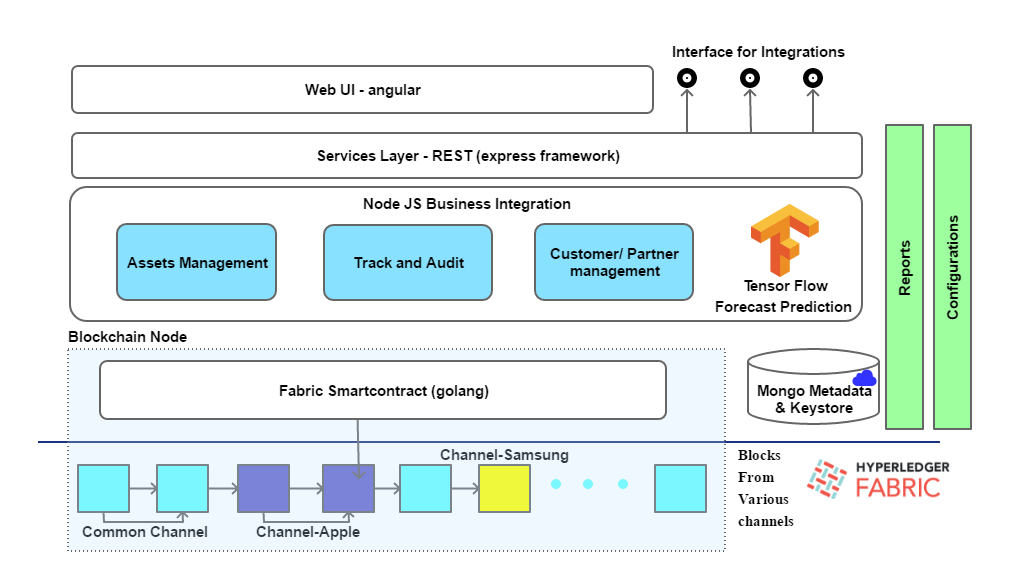 Interface for Integrations
Web UI - angular
Services Layer - REST (express framework)
Node JS Business Integration
Assets Management
Track and Audit
Customer/ Partner
management
Tensor Flow
Forecast Prediction
Reports
Configurations
Blockchain Node
Fabric Smartcontract (golang)
Mongo Metadata
& Keystore
Channel-Samsung
Common Channel
Channel-Apple
Blocks
From
Various
channels
HYPERLEDGER
FABRIC